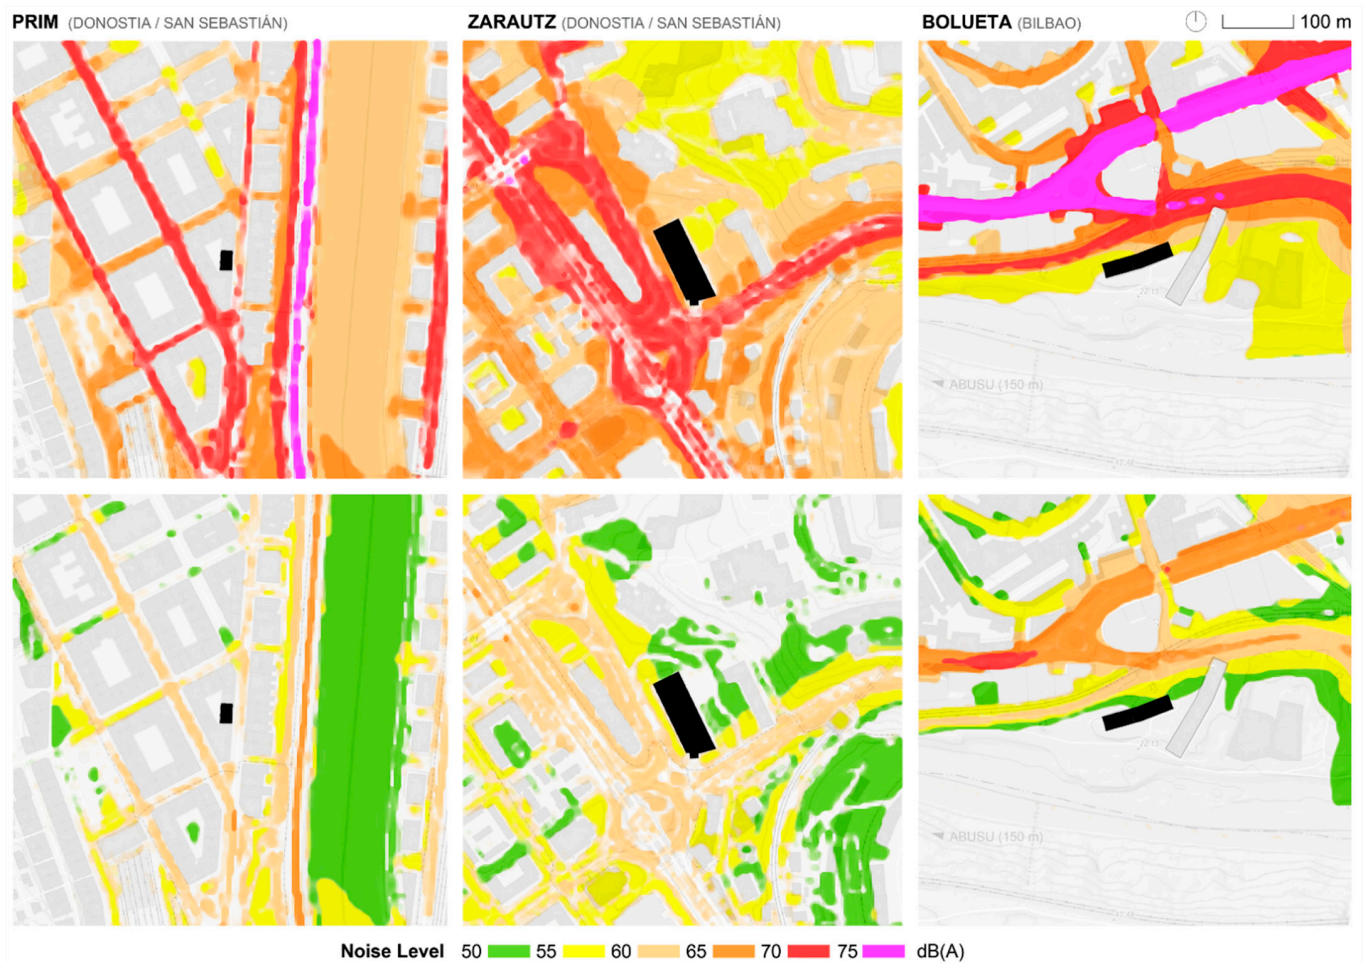 PRIM (DONOSTIA / SAN SEBASTIÁN)
ZARAUTZ (DONOSTIA / SAN SEBASTIÁN)
BOLUETA (BILBAO)
100 m
ABUSU (150 m)
ABUSU (150 m)
Noise Level 50 55 60 65 70 75 dB(A)